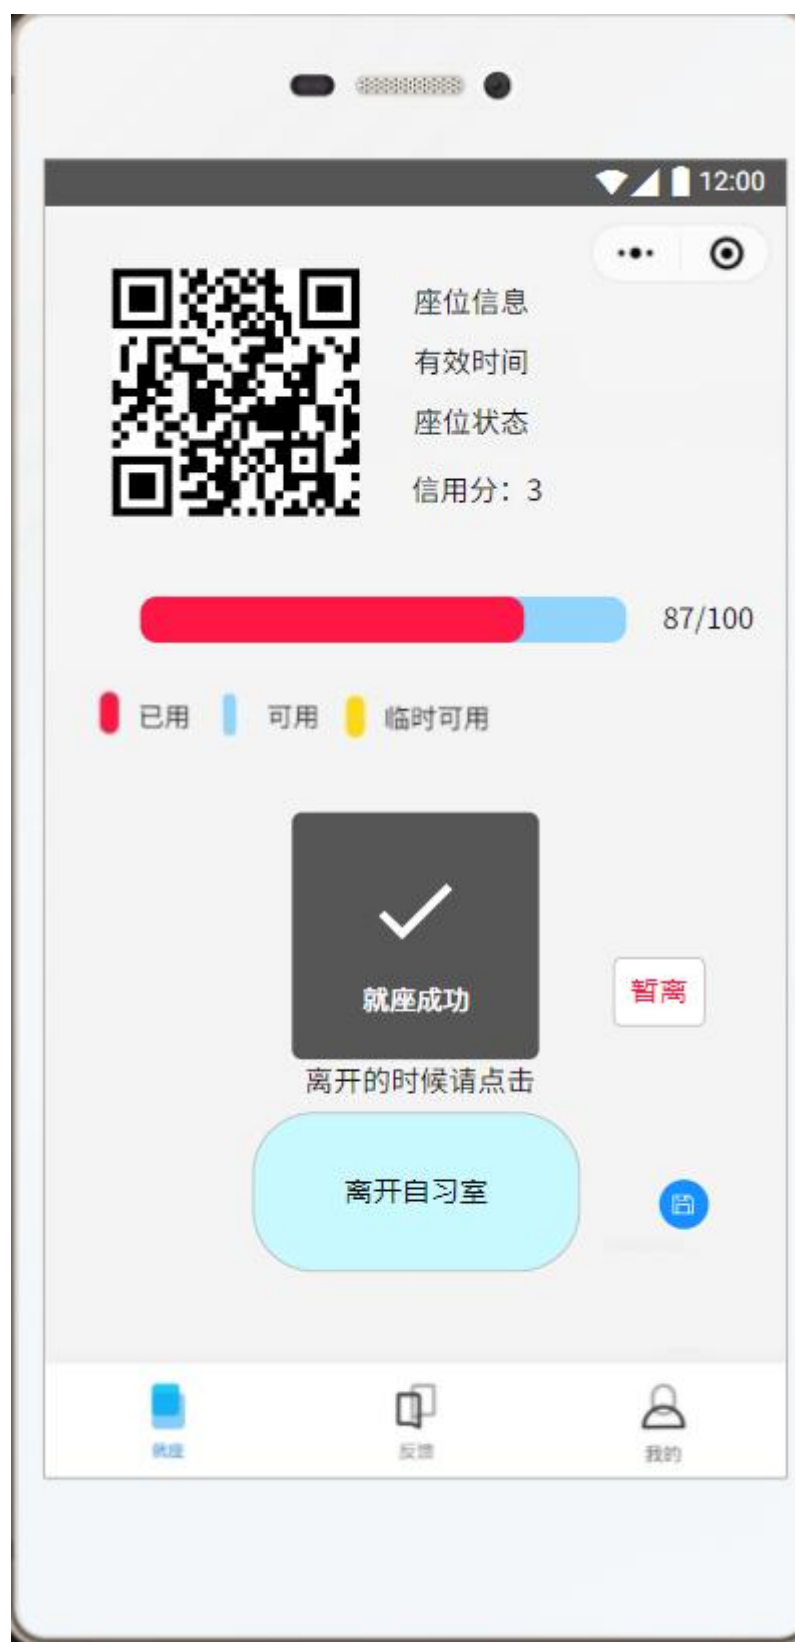 12:00
座位信息
有效时间
座位状态
信用分：3
87/100
已用 可用 临时可用
就座成功
暂离
离开的时候请点击
离开自习室
就座 反馈 我的